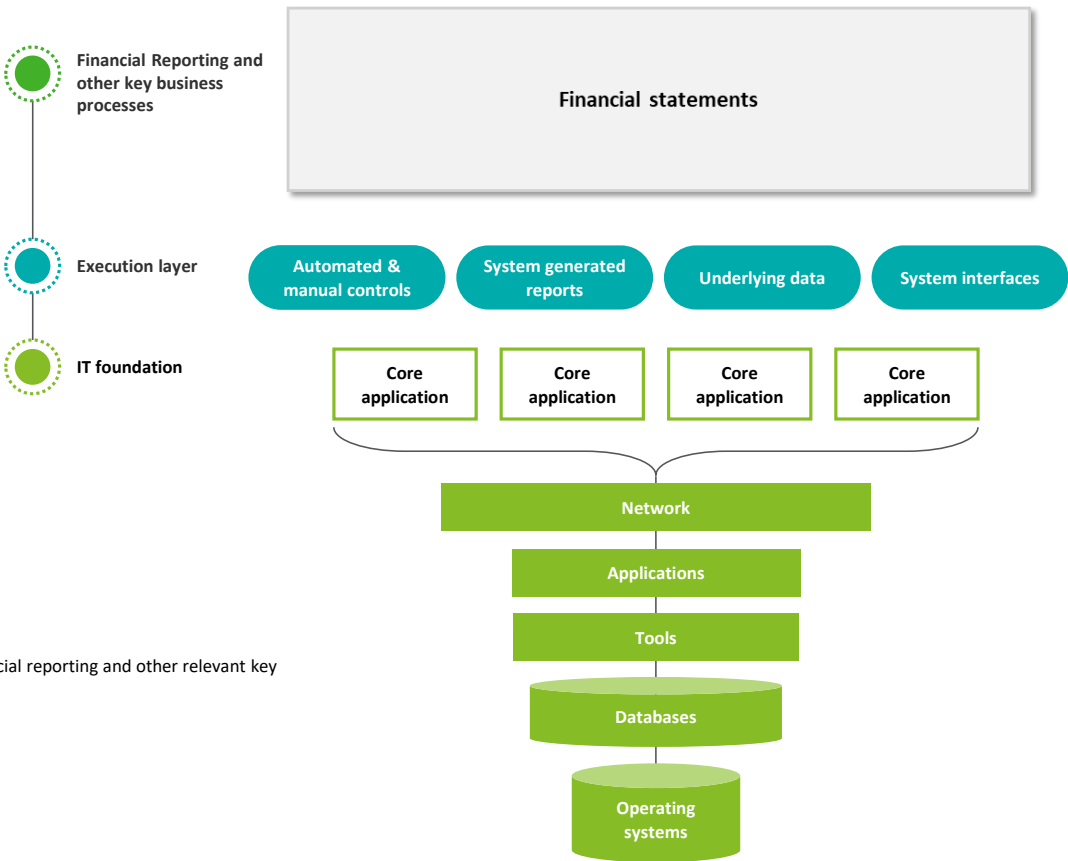 Financial Reporting and
other key business
processes
Financial statements
Execution layer
Automated &
manual controls
System generated
reports
Underlying data
System interfaces
IT foundation
Core
application
Core
application
Core
application
Core
application
Network
Applications
Tools
cial reporting and other relevant key
Databases
Operating
systems